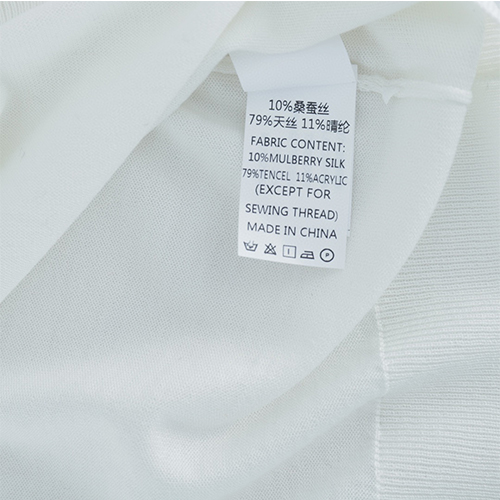 10%桑蚕丝
79%天丝 11%晴纶
FABRIC CONTENT:
10%MULBERRY SILK
79%TENCEL 11%ACRYLIC
(EXCEPT FOR
SEWING THREAD)
MADE IN CHINA
P